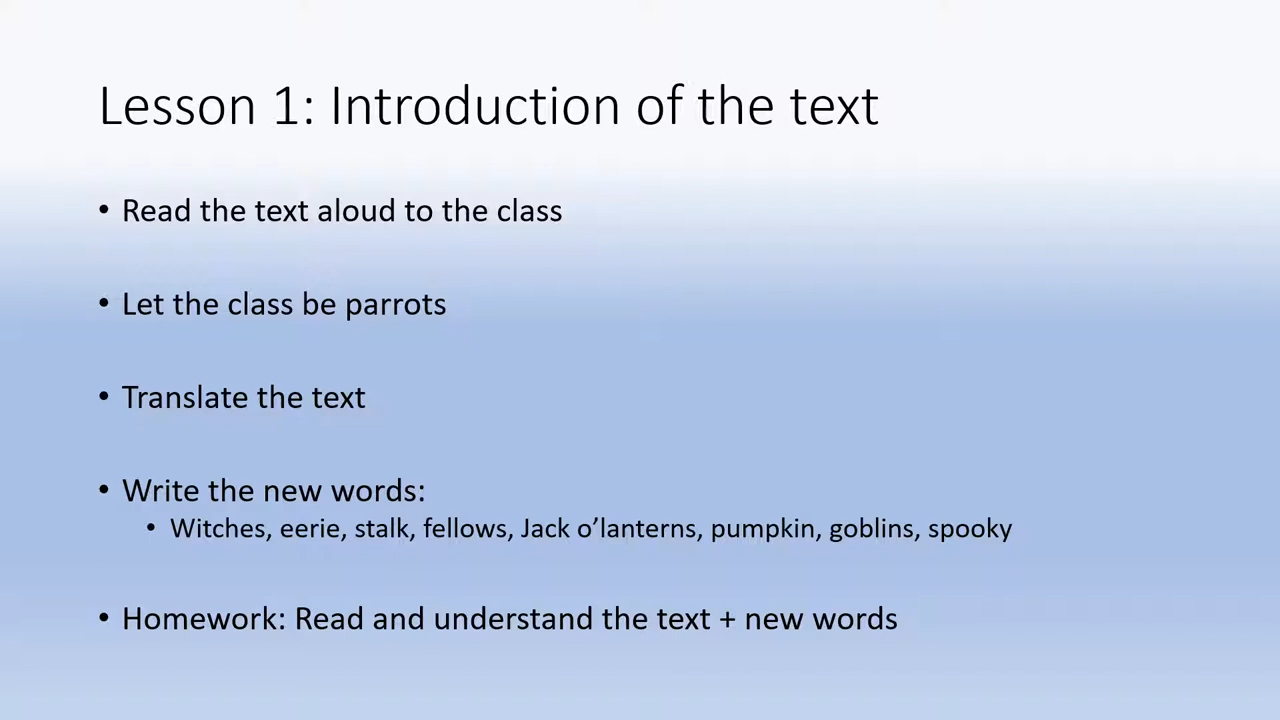 Lesson 1: Introduction of the text
• Read the text aloud to the class
• Let the class be parrots
• Translate the text
• Write the new words:
• Witches, eerie, stalk, fellows, Jack o’lanterns, pumpkin, goblins, spooky
• Homework: Read and understand the text + new words